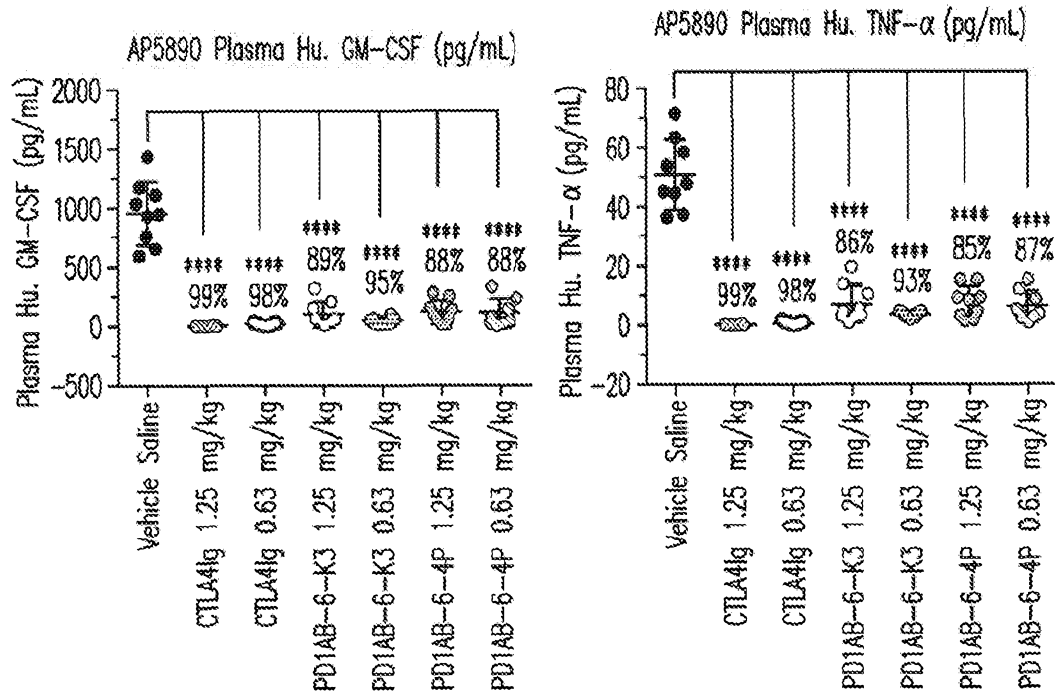 AP5890 Plasma Hu. GM-CSF (pg/mL)
Plasma Hu. GM-CSF (pg/mL)
2000
1500
1000
500
0
-500
****
99%
****
98%
****
89%
****
95%
****
88%
****
88%
Vehicle Saline
CTLA4Ig 1.25 mg/kg
CTLA4Ig 0.63 mg/kg
PD1AB-6-K3 1.25 mg/kg
PD1AB-6-K3 0.63 mg/kg
PD1AB-6-4P 1.25 mg/kg
PD1AB-6-4P 0.63 mg/kg
AP5890 Plasma Hu. TNF-α (pg/mL)
Plasma Hu. TNF-α (pg/mL)
80
60
40
20
0
-20
****
99%
****
98%
****
86%
****
93%
****
85%
****
87%
Vehicle Saline
CTLA4Ig 1.25 mg/kg
CTLA4Ig 0.63 mg/kg
PD1AB-6-K3 1.25 mg/kg
PD1AB-6-K3 0.63 mg/kg
PD1AB-6-4P 1.25 mg/kg
PD1AB-6-4P 0.63 mg/kg